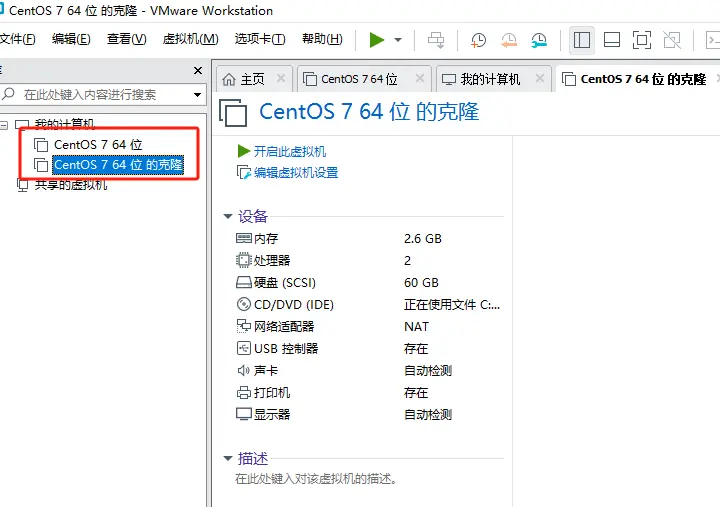 CentOS 7 64 位 的克隆 - VMware Workstation
文件(F) 编辑(E) 查看(V) 虚拟机(M) 选项卡(T) 帮助(H)
在此处键入内容进行搜索
我的计算机
CentOS 7 64 位
CentOS 7 64 位 的克隆
共享的虚拟机
主页 CentOS 7 64 位 我的计算机 CentOS 7 64 位 的克隆
CentOS 7 64 位 的克隆
开启此虚拟机
编辑虚拟机设置
设备
内存 2.6 GB
处理器 2
硬盘 (SCSI) 60 GB
CD/DVD (IDE) 正在使用文件 C:...
网络适配器 NAT
USB 控制器 存在
声卡 自动检测
打印机 存在
显示器 自动检测
描述
在此处键入对该虚拟机的描述。